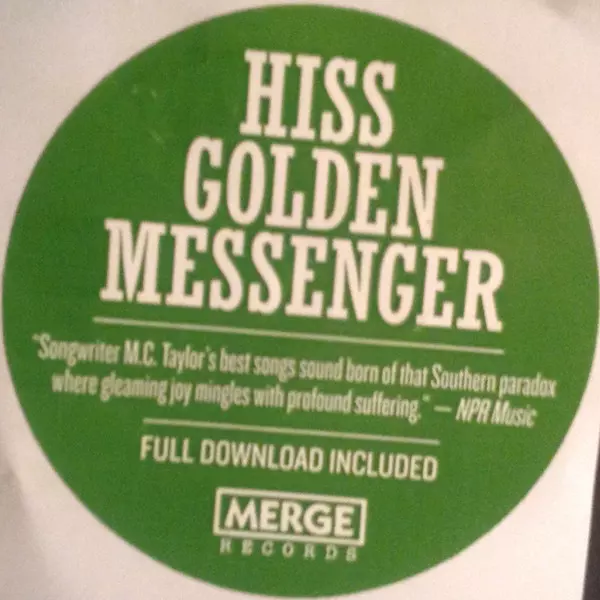 HISS
GOLDEN
MESSENGER
"Songwriter M.C. Taylor's best songs sound born of that Southern paradox
where gleaming joy mingles with profound suffering." — NPR Music
FULL DOWNLOAD INCLUDED
MERGE
RECORDS